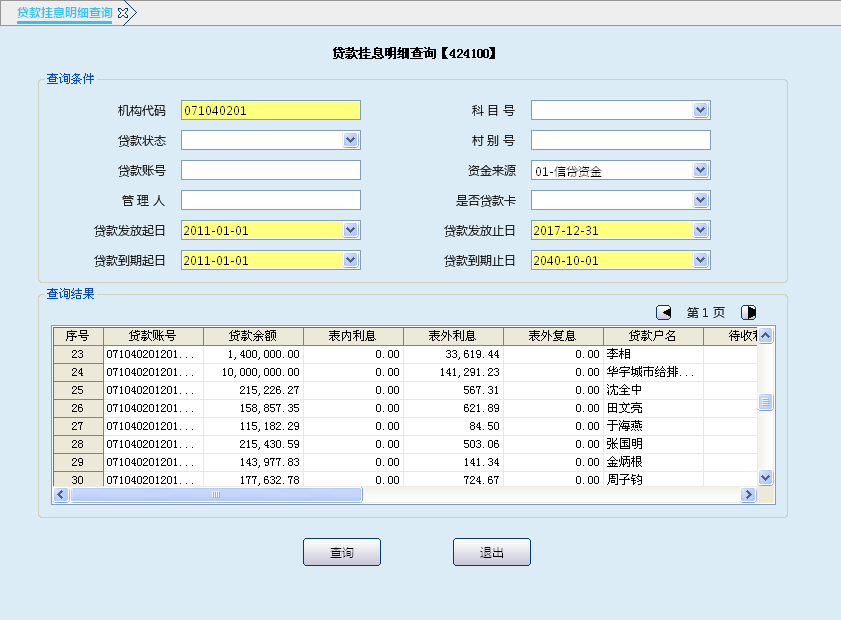 贷款挂息明细查询
贷款挂息明细查询【424100】
查询条件
机构代码 071040201 科 目 号
贷款状态 村 别 号
贷款账号 资金来源 01-信贷资金
管 理 人 是否贷款卡
贷款发放起日 2011-01-01 贷款发放止日 2017-12-31
贷款到期起日 2011-01-01 贷款到期止日 2040-10-01
查询结果
第 1 页
序号 贷款账号 贷款余额 表内利息 表外利息 表外复息 贷款户名 待收利
23 071040201201... 1,400,000.00 0.00 33,619.44 0.00 李相
24 071040201201... 10,000,000.00 0.00 141,291.23 0.00 华宇城市给排...
25 071040201201... 215,226.27 0.00 567.31 0.00 沈全中
26 071040201201... 158,857.35 0.00 621.89 0.00 田文亮
27 071040201201... 115,182.29 0.00 84.50 0.00 于海燕
28 071040201201... 215,430.59 0.00 503.06 0.00 张国明
29 071040201201... 143,977.83 0.00 141.34 0.00 金炳根
30 071040201201... 177,632.78 0.00 724.67 0.00 周子钧
查询 退出